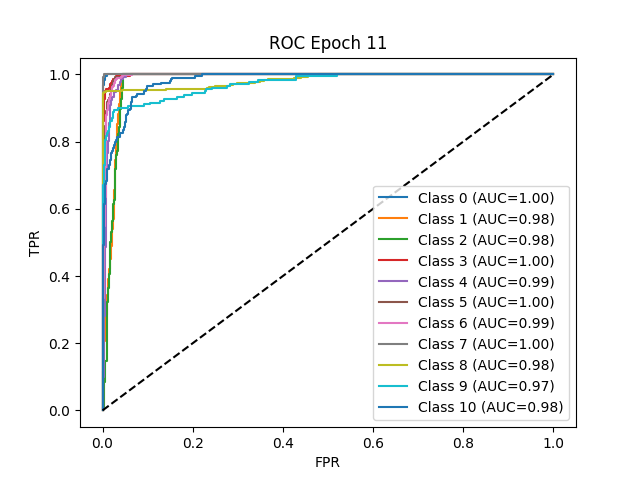 ROC Epoch 11
1.0
0.8
0.6
0.4
0.2
0.0
TPR
Class 0 (AUC=1.00)
Class 1 (AUC=0.98)
Class 2 (AUC=0.98)
Class 3 (AUC=1.00)
Class 4 (AUC=0.99)
Class 5 (AUC=1.00)
Class 6 (AUC=0.99)
Class 7 (AUC=1.00)
Class 8 (AUC=0.98)
Class 9 (AUC=0.97)
Class 10 (AUC=0.98)
0.0 0.2 0.4 0.6 0.8 1.0
FPR